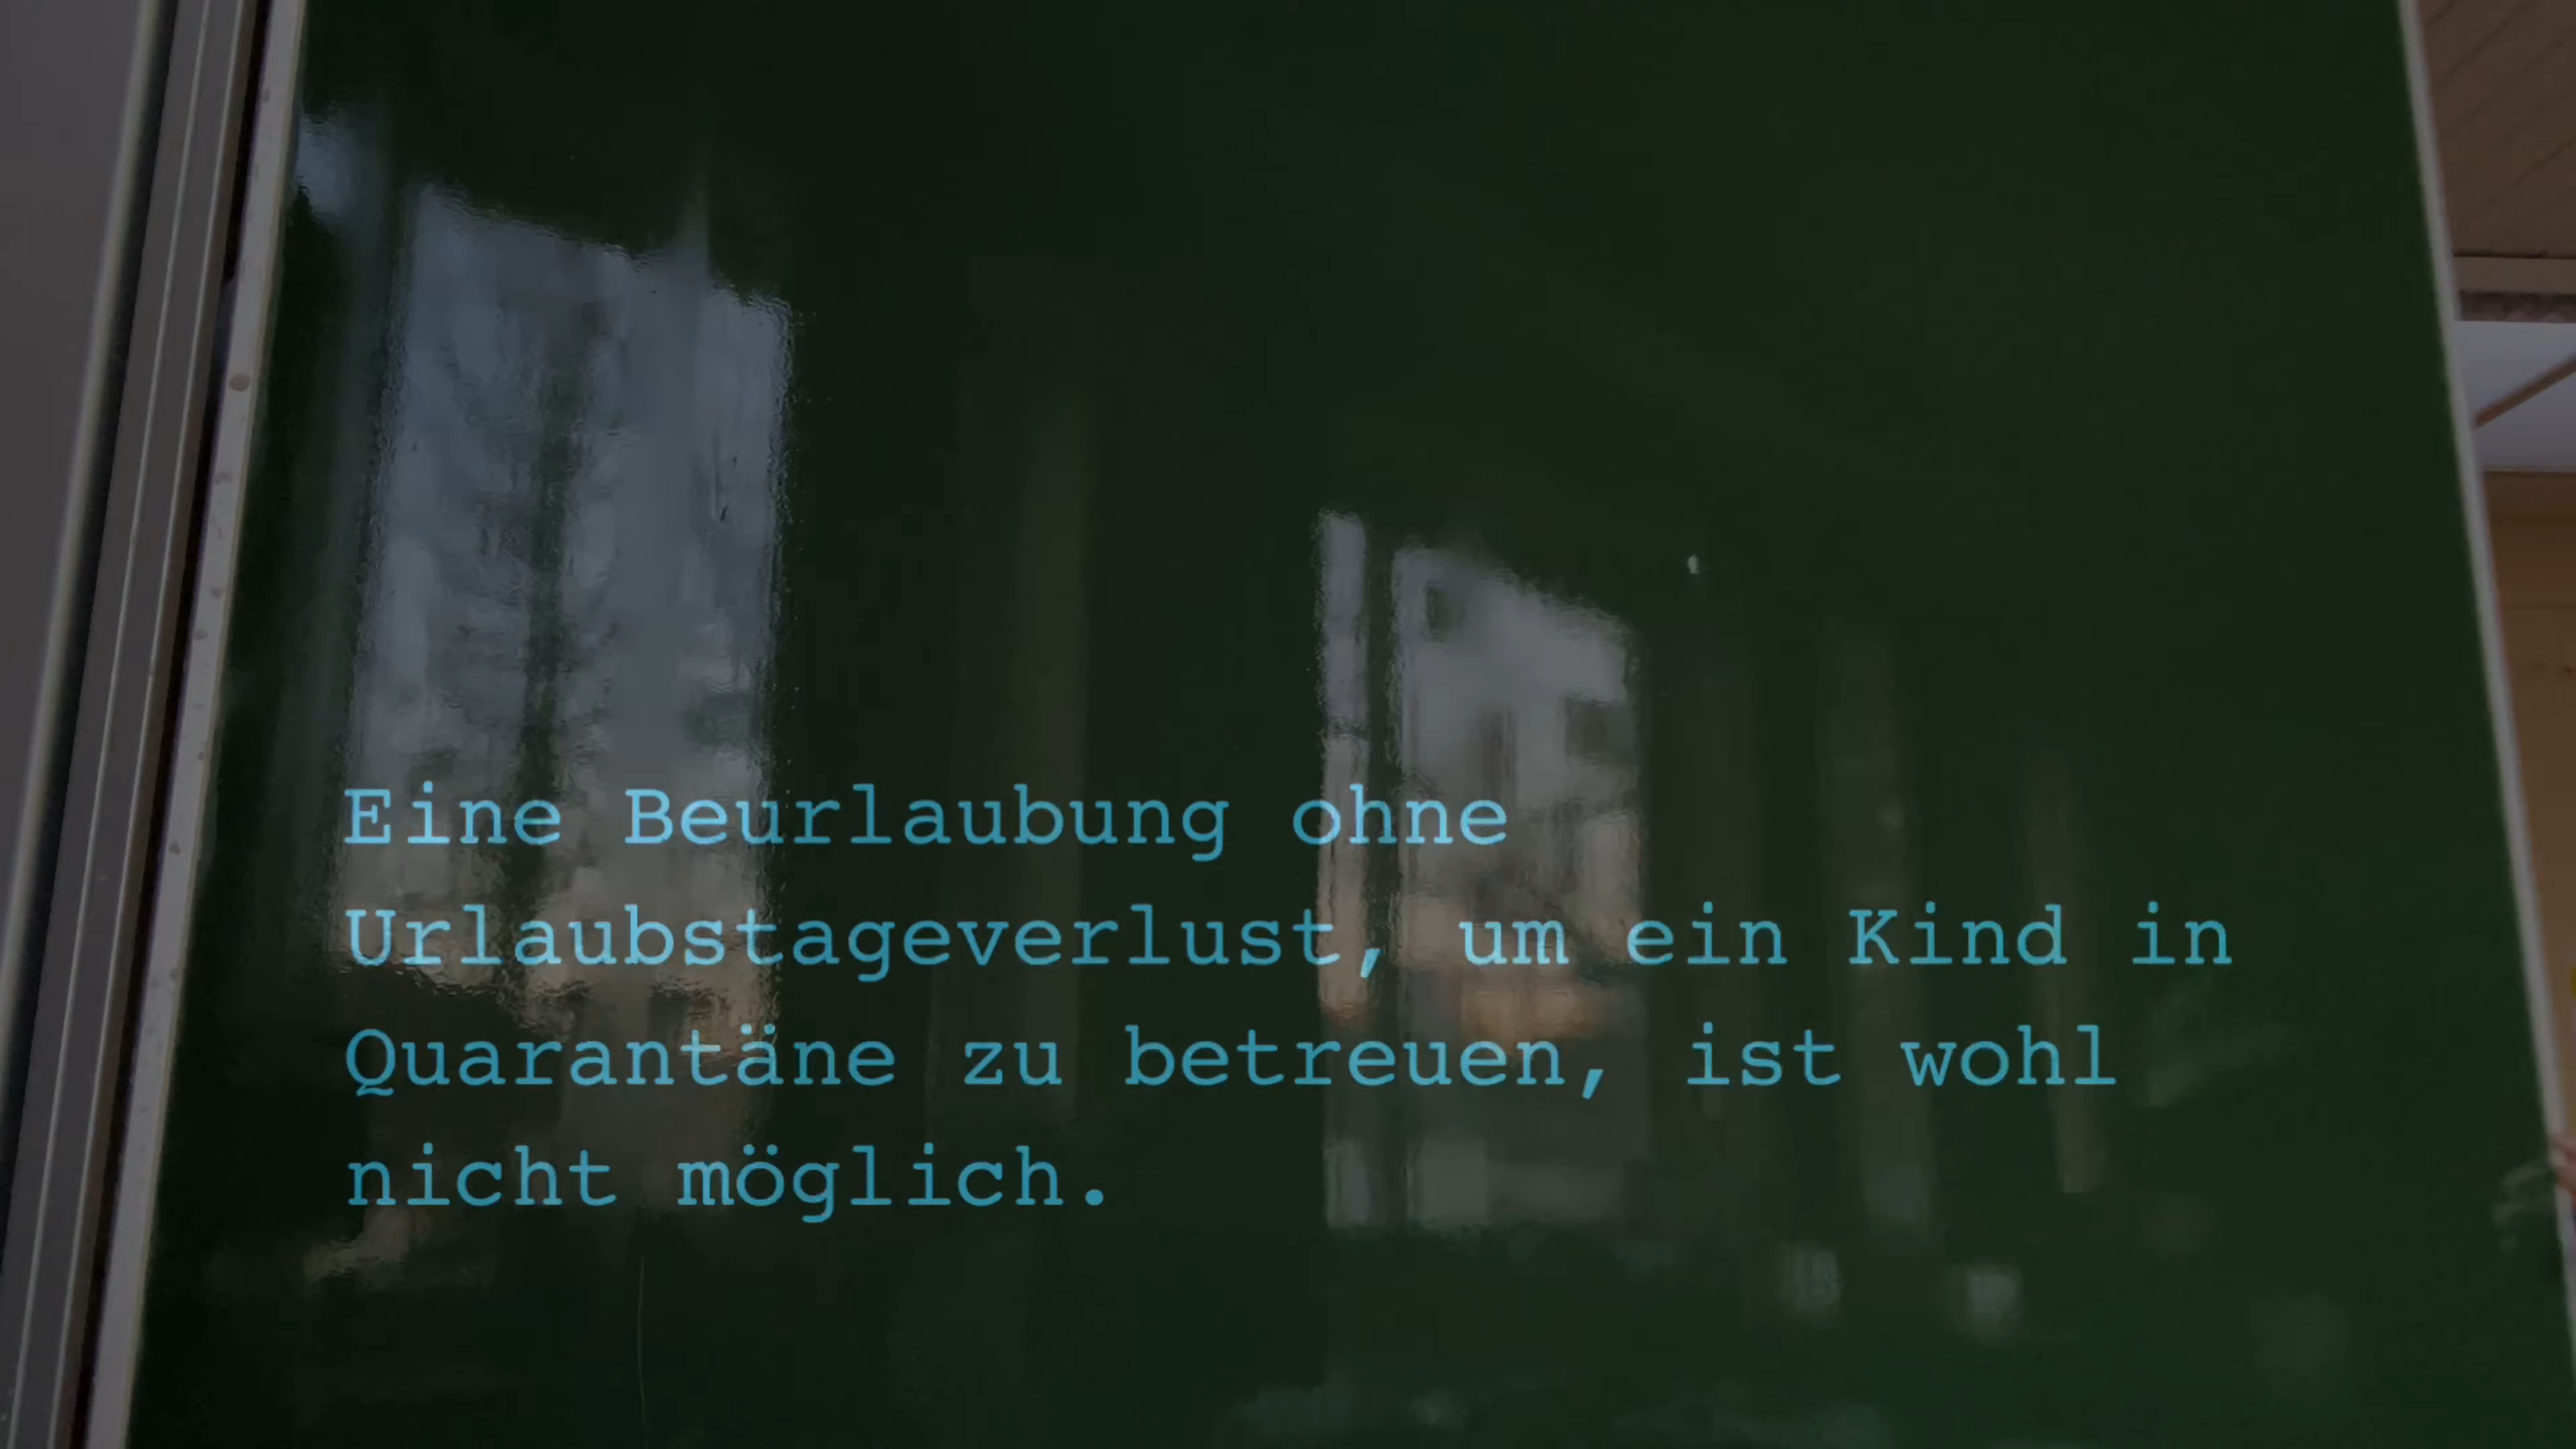 Eine Beurlaubung ohne
Urlaubstageverlust, um ein Kind in
Quarantäne zu betreuen, ist wohl
nicht möglich.